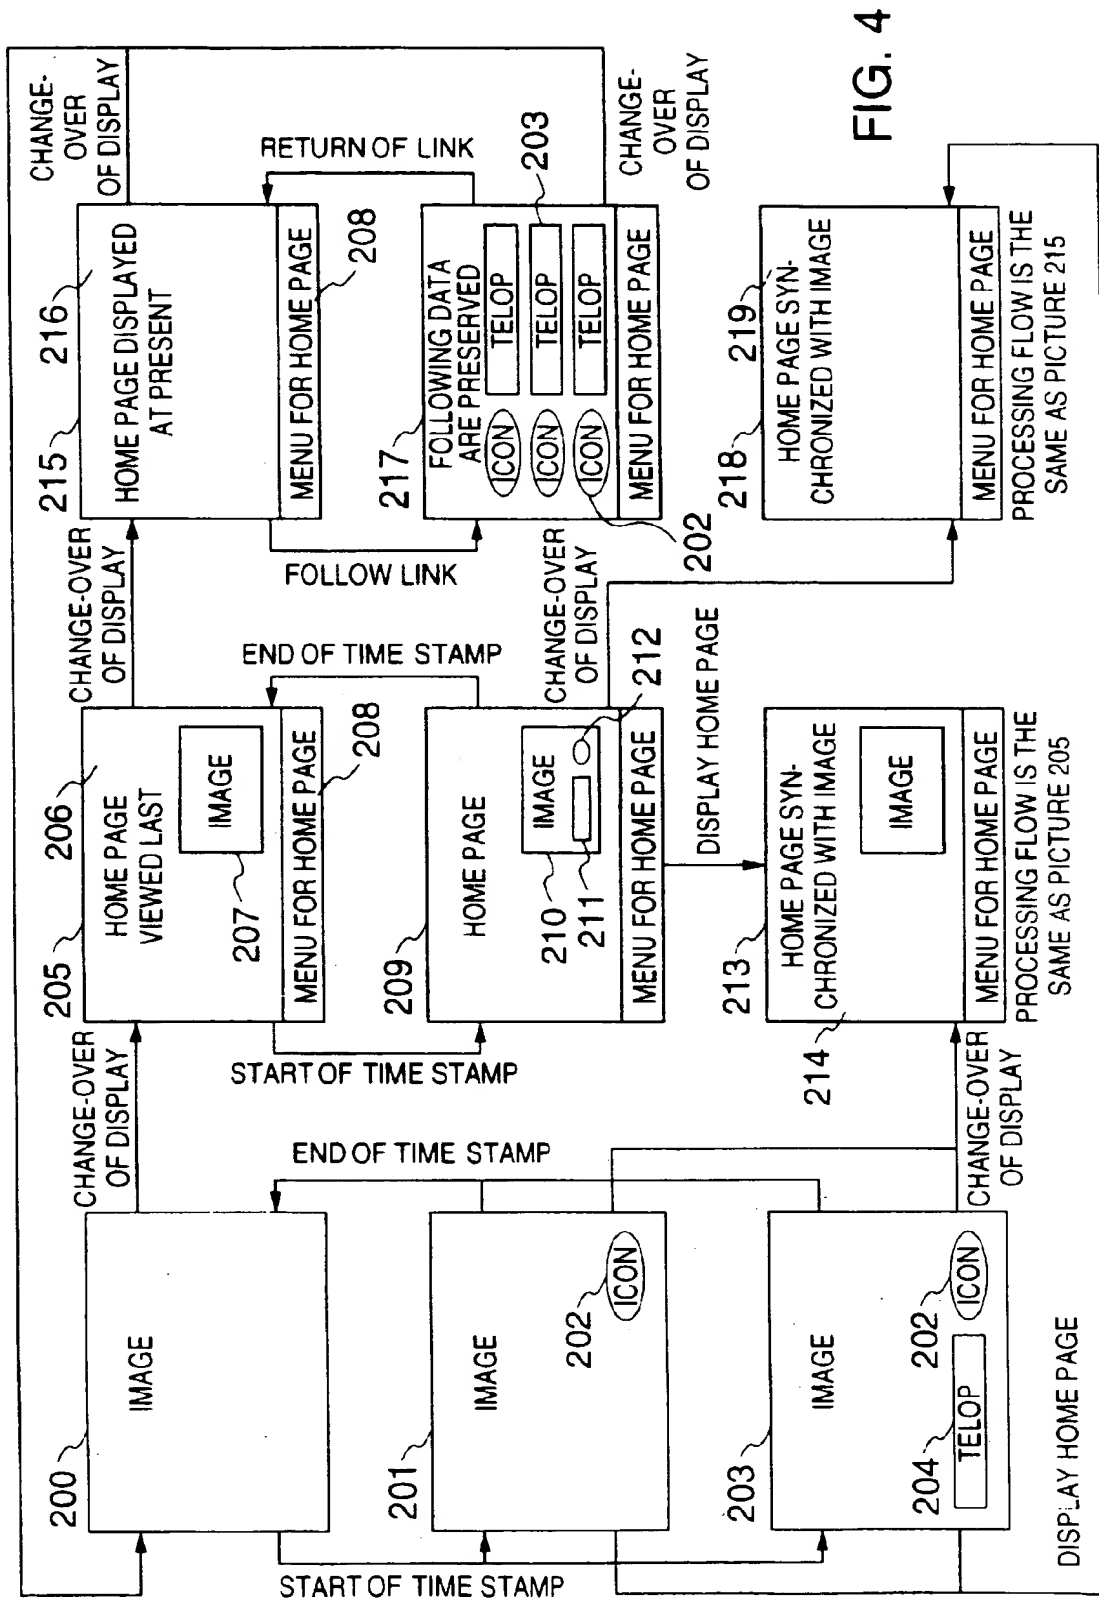 FIG. 4
200
IMAGE
CHANGE-OVER
OF DISPLAY
START OF TIME STAMP
END OF TIME STAMP
201
IMAGE
202
ICON
203
IMAGE
204
TELOP
202
ICON
DISPLAY HOME PAGE
CHANGE-OVER
OF DISPLAY
205
206
HOME PAGE
VIEWED LAST
207
IMAGE
MENU FOR HOME PAGE
208
CHANGE-OVER
OF DISPLAY
START OF TIME STAMP
END OF TIME STAMP
209
HOME PAGE
210
IMAGE
211
212
MENU FOR HOME PAGE
CHANGE-OVER
OF DISPLAY
DISPLAY HOME PAGE
213
HOME PAGE SYN-
CHRONIZED WITH IMAGE
214
IMAGE
MENU FOR HOME PAGE
PROCESSING FLOW IS THE
SAME AS PICTURE 205
215
216
HOME PAGE DISPLAYED
AT PRESENT
MENU FOR HOME PAGE
208
CHANGE-
OVER
OF DISPLAY
FOLLOW LINK
RETURN OF LINK
217
FOLLOWING DATA
ARE PRESERVED
ICON TELOP
ICON TELOP
ICON TELOP
203
202
MENU FOR HOME PAGE
CHANGE-
OVER
OF DISPLAY
218
219
HOME PAGE SYN-
CHRONIZED WITH IMAGE
MENU FOR HOME PAGE
PROCESSING FLOW IS THE
SAME AS PICTURE 215